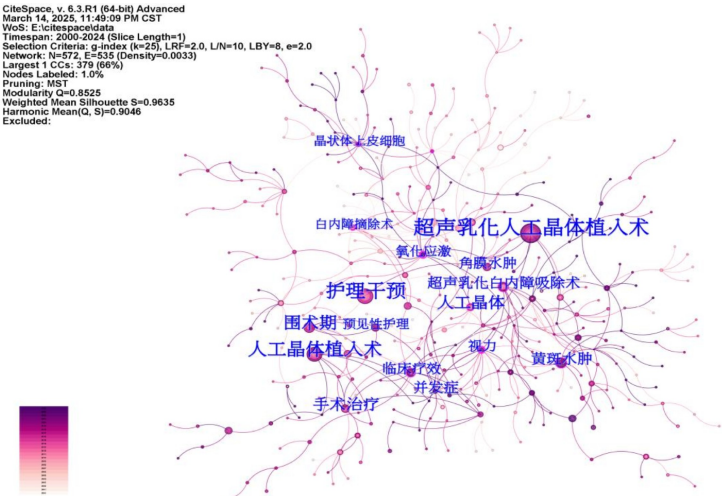 CiteSpace, v. 6.3.R1 (64-bit) Advanced
March 14, 2025, 11:49:09 PM CST
WoS: E:\citespace\data
Timespan: 2000-2024 (Slice Length=1)
Selection Criteria: g-index (k=25), LRF=2.0, L/N=10, LBY=8, e=2.0
Network: N=572, E=535 (Density=0.0033)
Largest 1 CCs: 379 (66%)
Nodes Labeled: 1.0%
Pruning: MST
Modularity Q=0.8525
Weighted Mean Silhouette S=0.9635
Harmonic Mean(Q, S)=0.9046
Excluded:
晶状体上皮细胞
白内障摘除术
超声乳化人工晶体植入术
氧化应激
角膜水肿
护理干预
超声乳化白内障吸除术
人工晶体
围术期
预见性护理
人工晶体植入术
视力
黄斑水肿
临床疗效
并发症
手术治疗